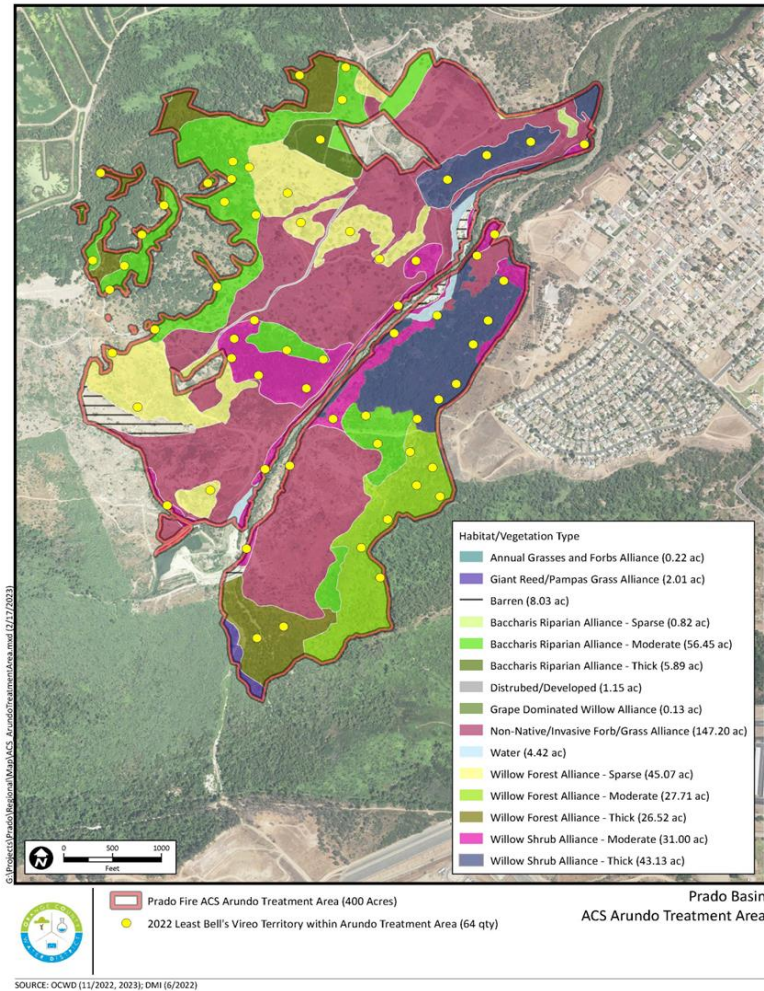 G:\Projects\Prado\Regional\Map\ACS_ArundoTreatmentArea.mxd (2/17/2023)
Habitat/Vegetation Type
Annual Grasses and Forbs Alliance (0.22 ac)
Giant Reed/Pampas Grass Alliance (2.01 ac)
Barren (8.03 ac)
Baccharis Riparian Alliance - Sparse (0.82 ac)
Baccharis Riparian Alliance - Moderate (56.45 ac)
Baccharis Riparian Alliance - Thick (5.89 ac)
Distrubed/Developed (1.15 ac)
Grape Dominated Willow Alliance (0.13 ac)
Non-Native/Invasive Forb/Grass Alliance (147.20 ac)
Water (4.42 ac)
Willow Forest Alliance - Sparse (45.07 ac)
Willow Forest Alliance - Moderate (27.71 ac)
Willow Forest Alliance - Thick (26.52 ac)
Willow Shrub Alliance - Moderate (31.00 ac)
Willow Shrub Alliance - Thick (43.13 ac)
N
0 500 1000
Feet
ORANGE COUNTY
WATER DISTRICT
Prado Fire ACS Arundo Treatment Area (400 Acres)
2022 Least Bell's Vireo Territory within Arundo Treatment Area (64 qty)
Prado Basin
ACS Arundo Treatment Area
SOURCE: OCWD (11/2022, 2023); DMI (6/2022)